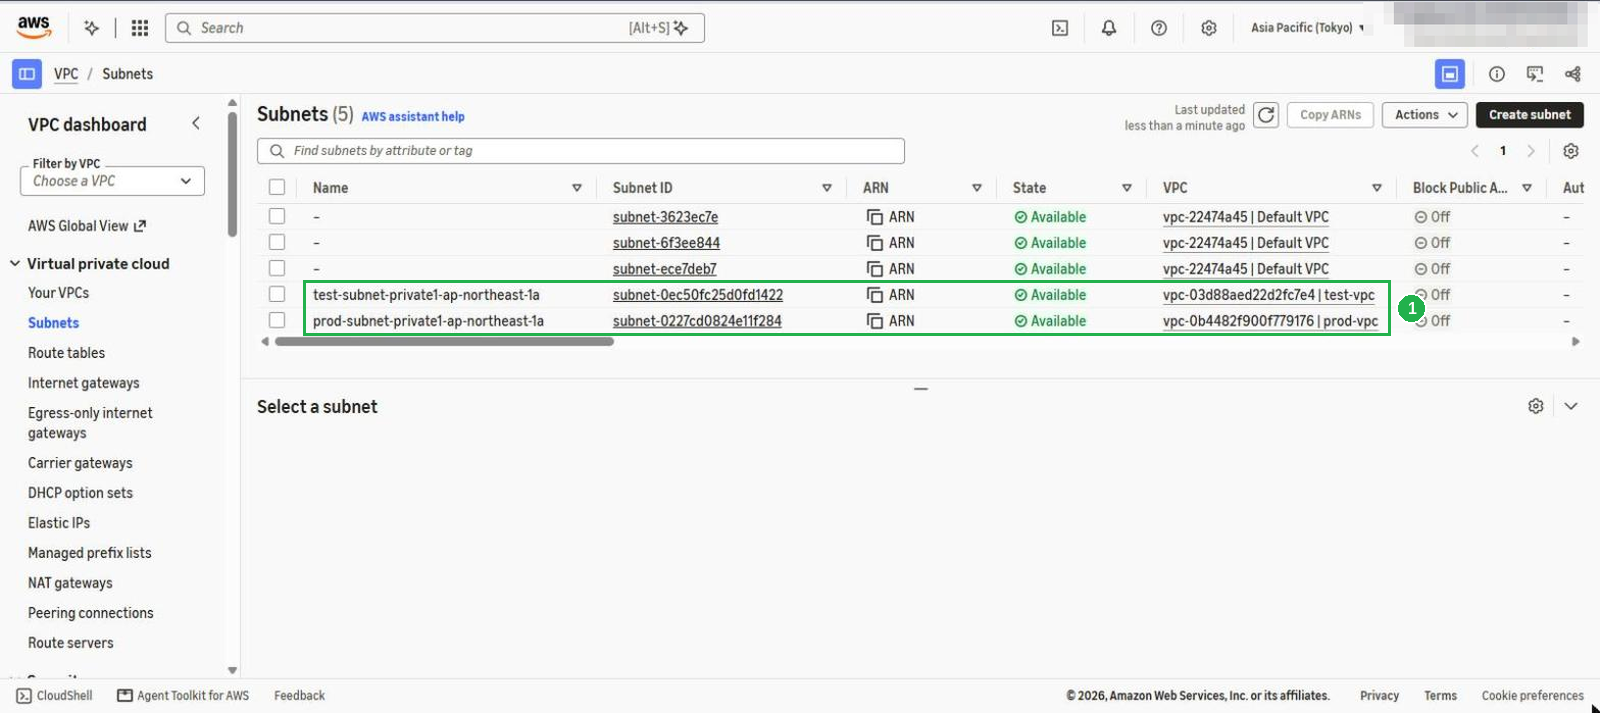 aws
Search [Alt+S]
Asia Pacific (Tokyo)
VPC / Subnets
VPC dashboard
Filter by VPC
Choose a VPC
AWS Global View
Virtual private cloud
Your VPCs
Subnets
Route tables
Internet gateways
Egress-only internet
gateways
Carrier gateways
DHCP option sets
Elastic IPs
Managed prefix lists
NAT gateways
Peering connections
Route servers
Subnets (5) AWS assistant help
Last updated
less than a minute ago
Copy ARNs
Actions
Create subnet
Find subnets by attribute or tag
1
Name Subnet ID ARN State VPC Block Public A... Aut
- subnet-3623ec7e ARN Available vpc-22474a45 | Default VPC Off -
- subnet-6f3ee844 ARN Available vpc-22474a45 | Default VPC Off -
- subnet-ece7deb7 ARN Available vpc-22474a45 | Default VPC Off -
test-subnet-private1-ap-northeast-1a subnet-0ec50fc25d0fd1422 ARN Available vpc-03d88aed22d2fc7e4 | test-vpc Off -
prod-subnet-private1-ap-northeast-1a subnet-0227cd0824e11f284 ARN Available vpc-0b4482f900f779176 | prod-vpc Off -
1
Select a subnet
CloudShell Agent Toolkit for AWS Feedback © 2026, Amazon Web Services, Inc. or its affiliates. Privacy Terms Cookie preferences